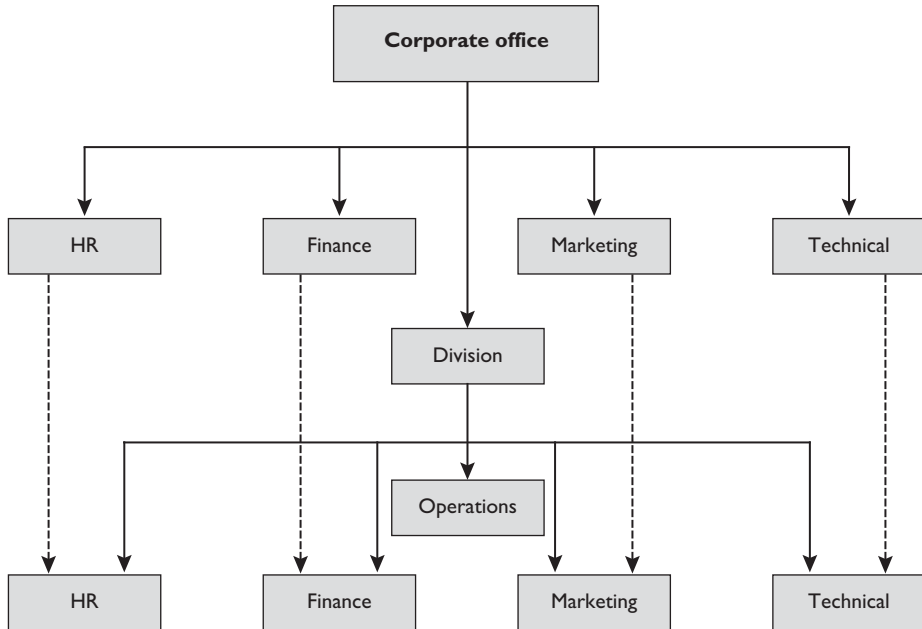 Corporate office
HR
Finance
Marketing
Technical
Division
Operations
HR
Finance
Marketing
Technical